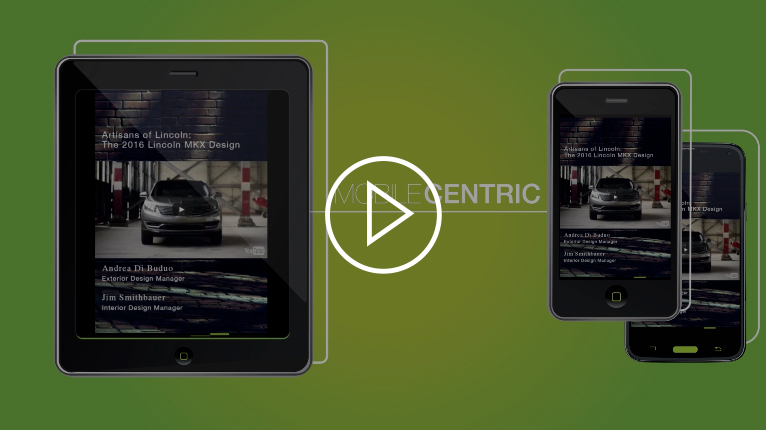 Artisans of Lincoln:
The 2016 Lincoln MKX Design
Andrea Di Buduo
Exterior Design Manager
Jim Smithbauer
Interior Design Manager
MOBILECENTRIC
Artisans of Lincoln:
The 2016 Lincoln MKX Design
Andrea Di Buduo
Exterior Design Manager
Jim Smithbauer
Interior Design Manager
MKX Design